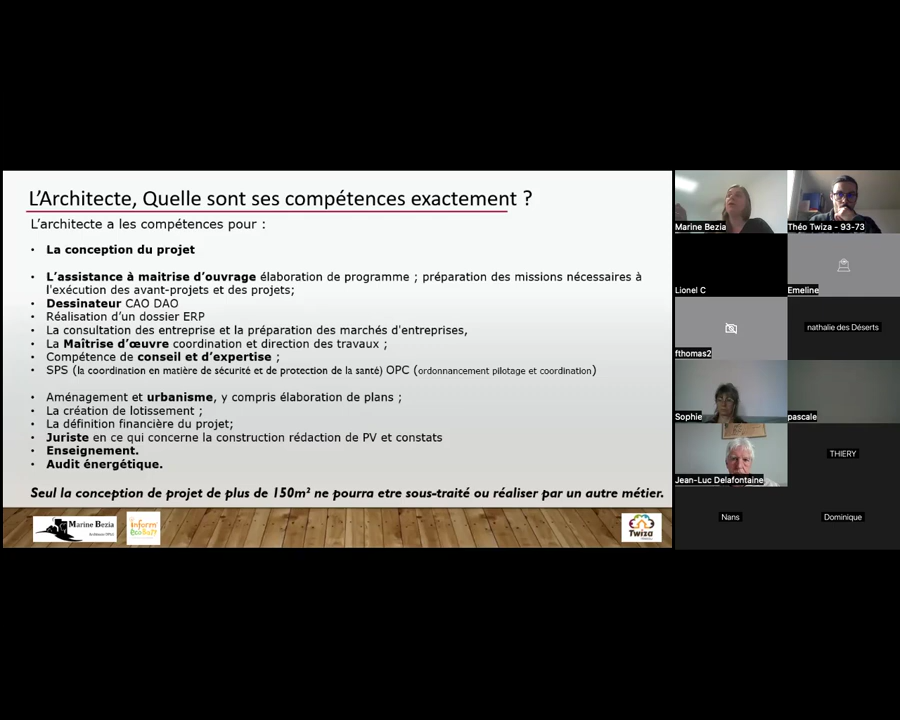 L'Architecte, Quelle sont ses compétences exactement ?
L'architecte a les compétences pour :
• La conception du projet
• L'assistance à maitrise d'ouvrage élaboration de programme ; préparation des missions nécessaires à
l'exécution des avant-projets et des projets;
• Dessinateur CAO DAO
• Réalisation d'un dossier ERP
• La consultation des entreprise et la préparation des marchés d'entreprises,
• La Maîtrise d'œuvre coordination et direction des travaux ;
• Compétence de conseil et d'expertise ;
• SPS (la coordination en matière de sécurité et de protection de la santé) OPC (ordonnancement pilotage et coordination)
• Aménagement et urbanisme, y compris élaboration de plans ;
• La création de lotissement ;
• La définition financière du projet;
• Juriste en ce qui concerne la construction rédaction de PV et constats
• Enseignement.
• Audit énergétique.
Seul la conception de projet de plus de 150m² ne pourra etre sous-traité ou réaliser par un autre métier.
Marine Bezia
inform'
Twiza
Marine Bezia
Théo Twiza - 93-73
Lionel C
Emeline
fthomas2
nathalie des Déserts
Sophie
pascale
Jean-Luc Delafontaine
THIERY
Nans
Dominique